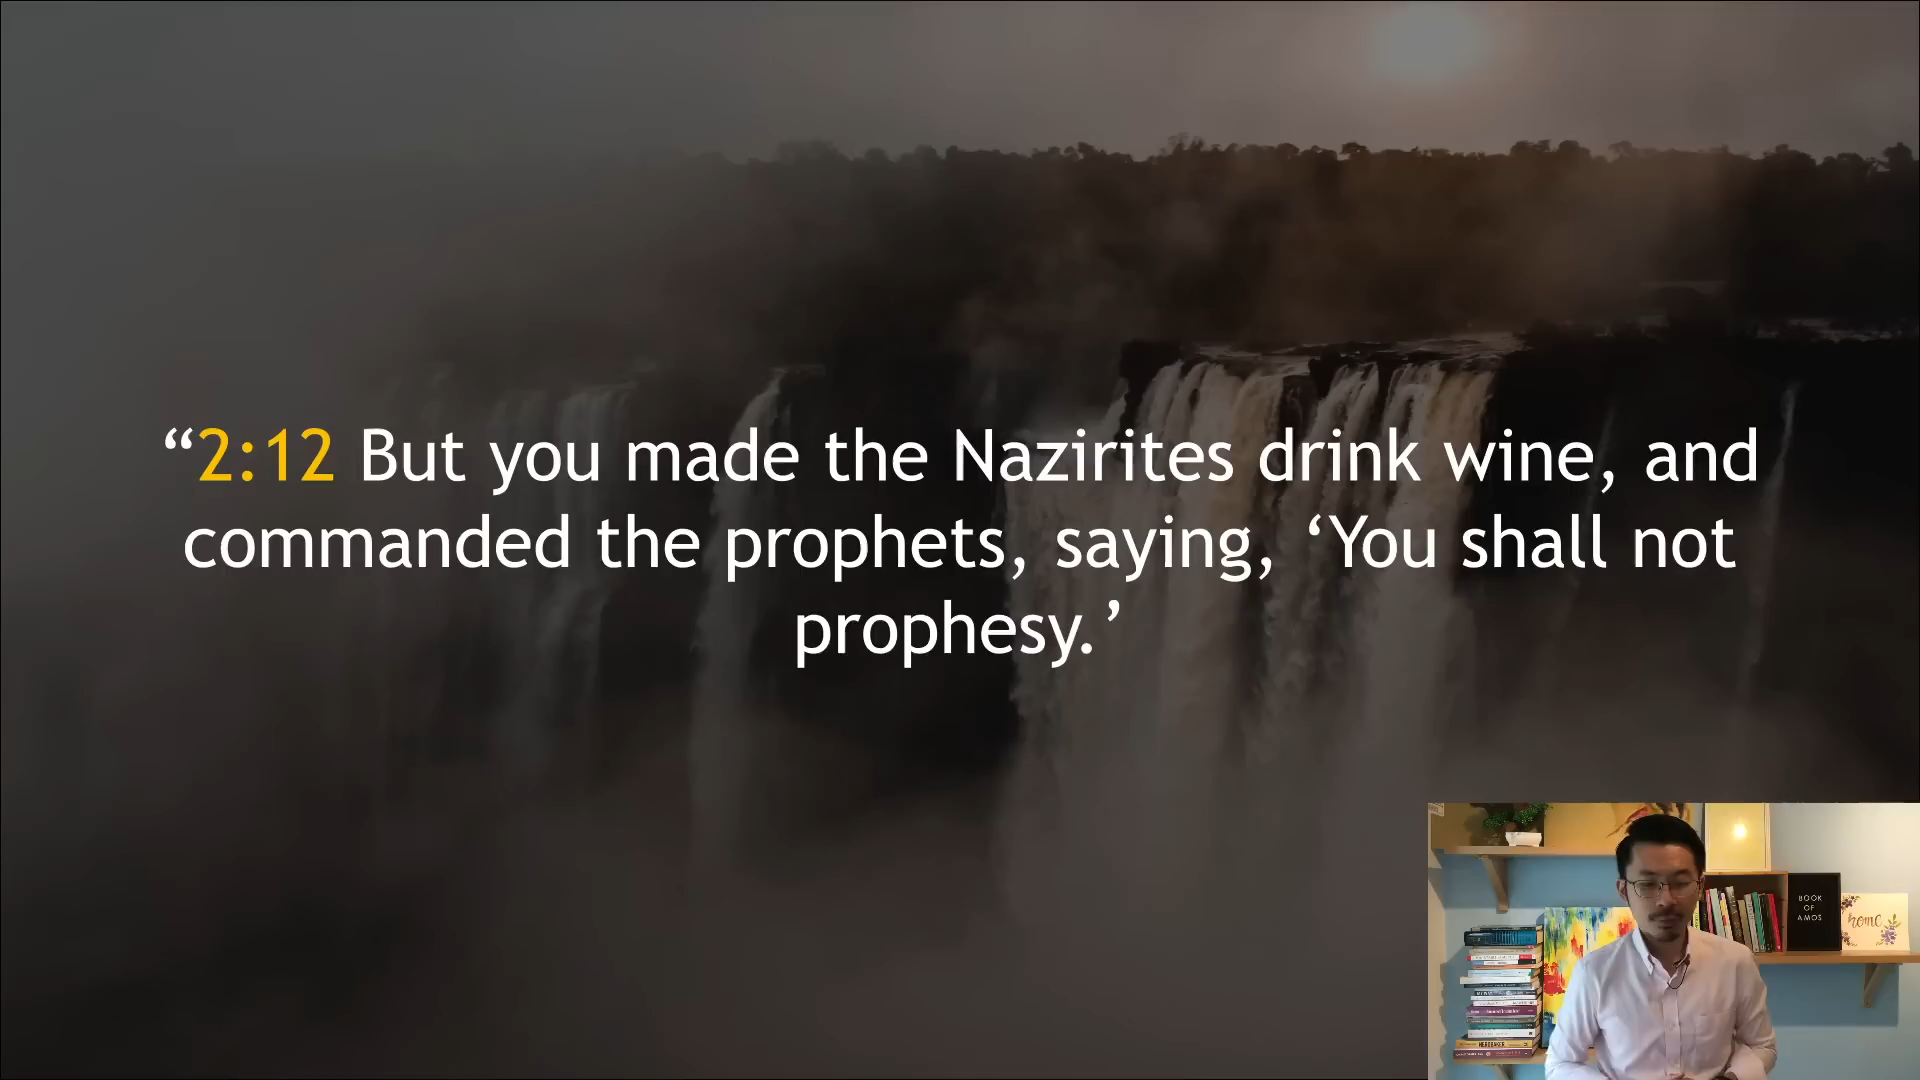 “2:12 But you made the Nazirites drink wine, and
commanded the prophets, saying, ‘You shall not
prophesy.’
BOOK
OF
AMOS
home